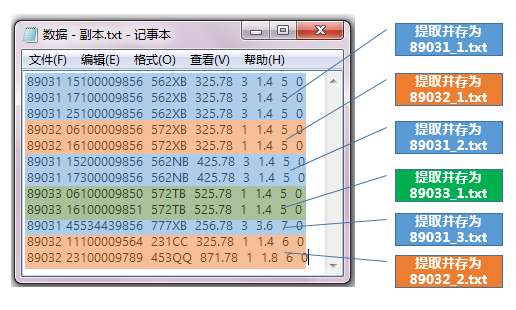 数据 - 副本.txt - 记事本
文件(F) 编辑(E) 格式(O) 查看(V) 帮助(H)
89031 15100009856 562XB 325.78 3 1.4 5 0
89031 17100009856 562XB 325.78 3 1.4 5 0
89031 25100009856 562XB 325.78 3 1.4 5 0
89032 06100009856 572XB 325.78 1 1.4 5 0
89032 16100009856 572XB 325.78 1 1.4 5 0
89031 15200009856 562NB 425.78 3 1.4 5 0
89031 17300009856 562NB 425.78 3 1.4 5 0
89033 06100009850 572TB 525.78 1 1.4 5 0
89033 16100009851 572TB 525.78 1 1.4 5 0
89031 45534439856 777XB 256.78 3 3.6 7 0
89032 11100009564 231CC 325.78 1 1.4 6 0
89032 23100009789 453QQ 871.78 1 1.8 6 0
提取并存为
89031_1.txt
提取并存为
89032_1.txt
提取并存为
89031_2.txt
提取并存为
89033_1.txt
提取并存为
89031_3.txt
提取并存为
89032_2.txt